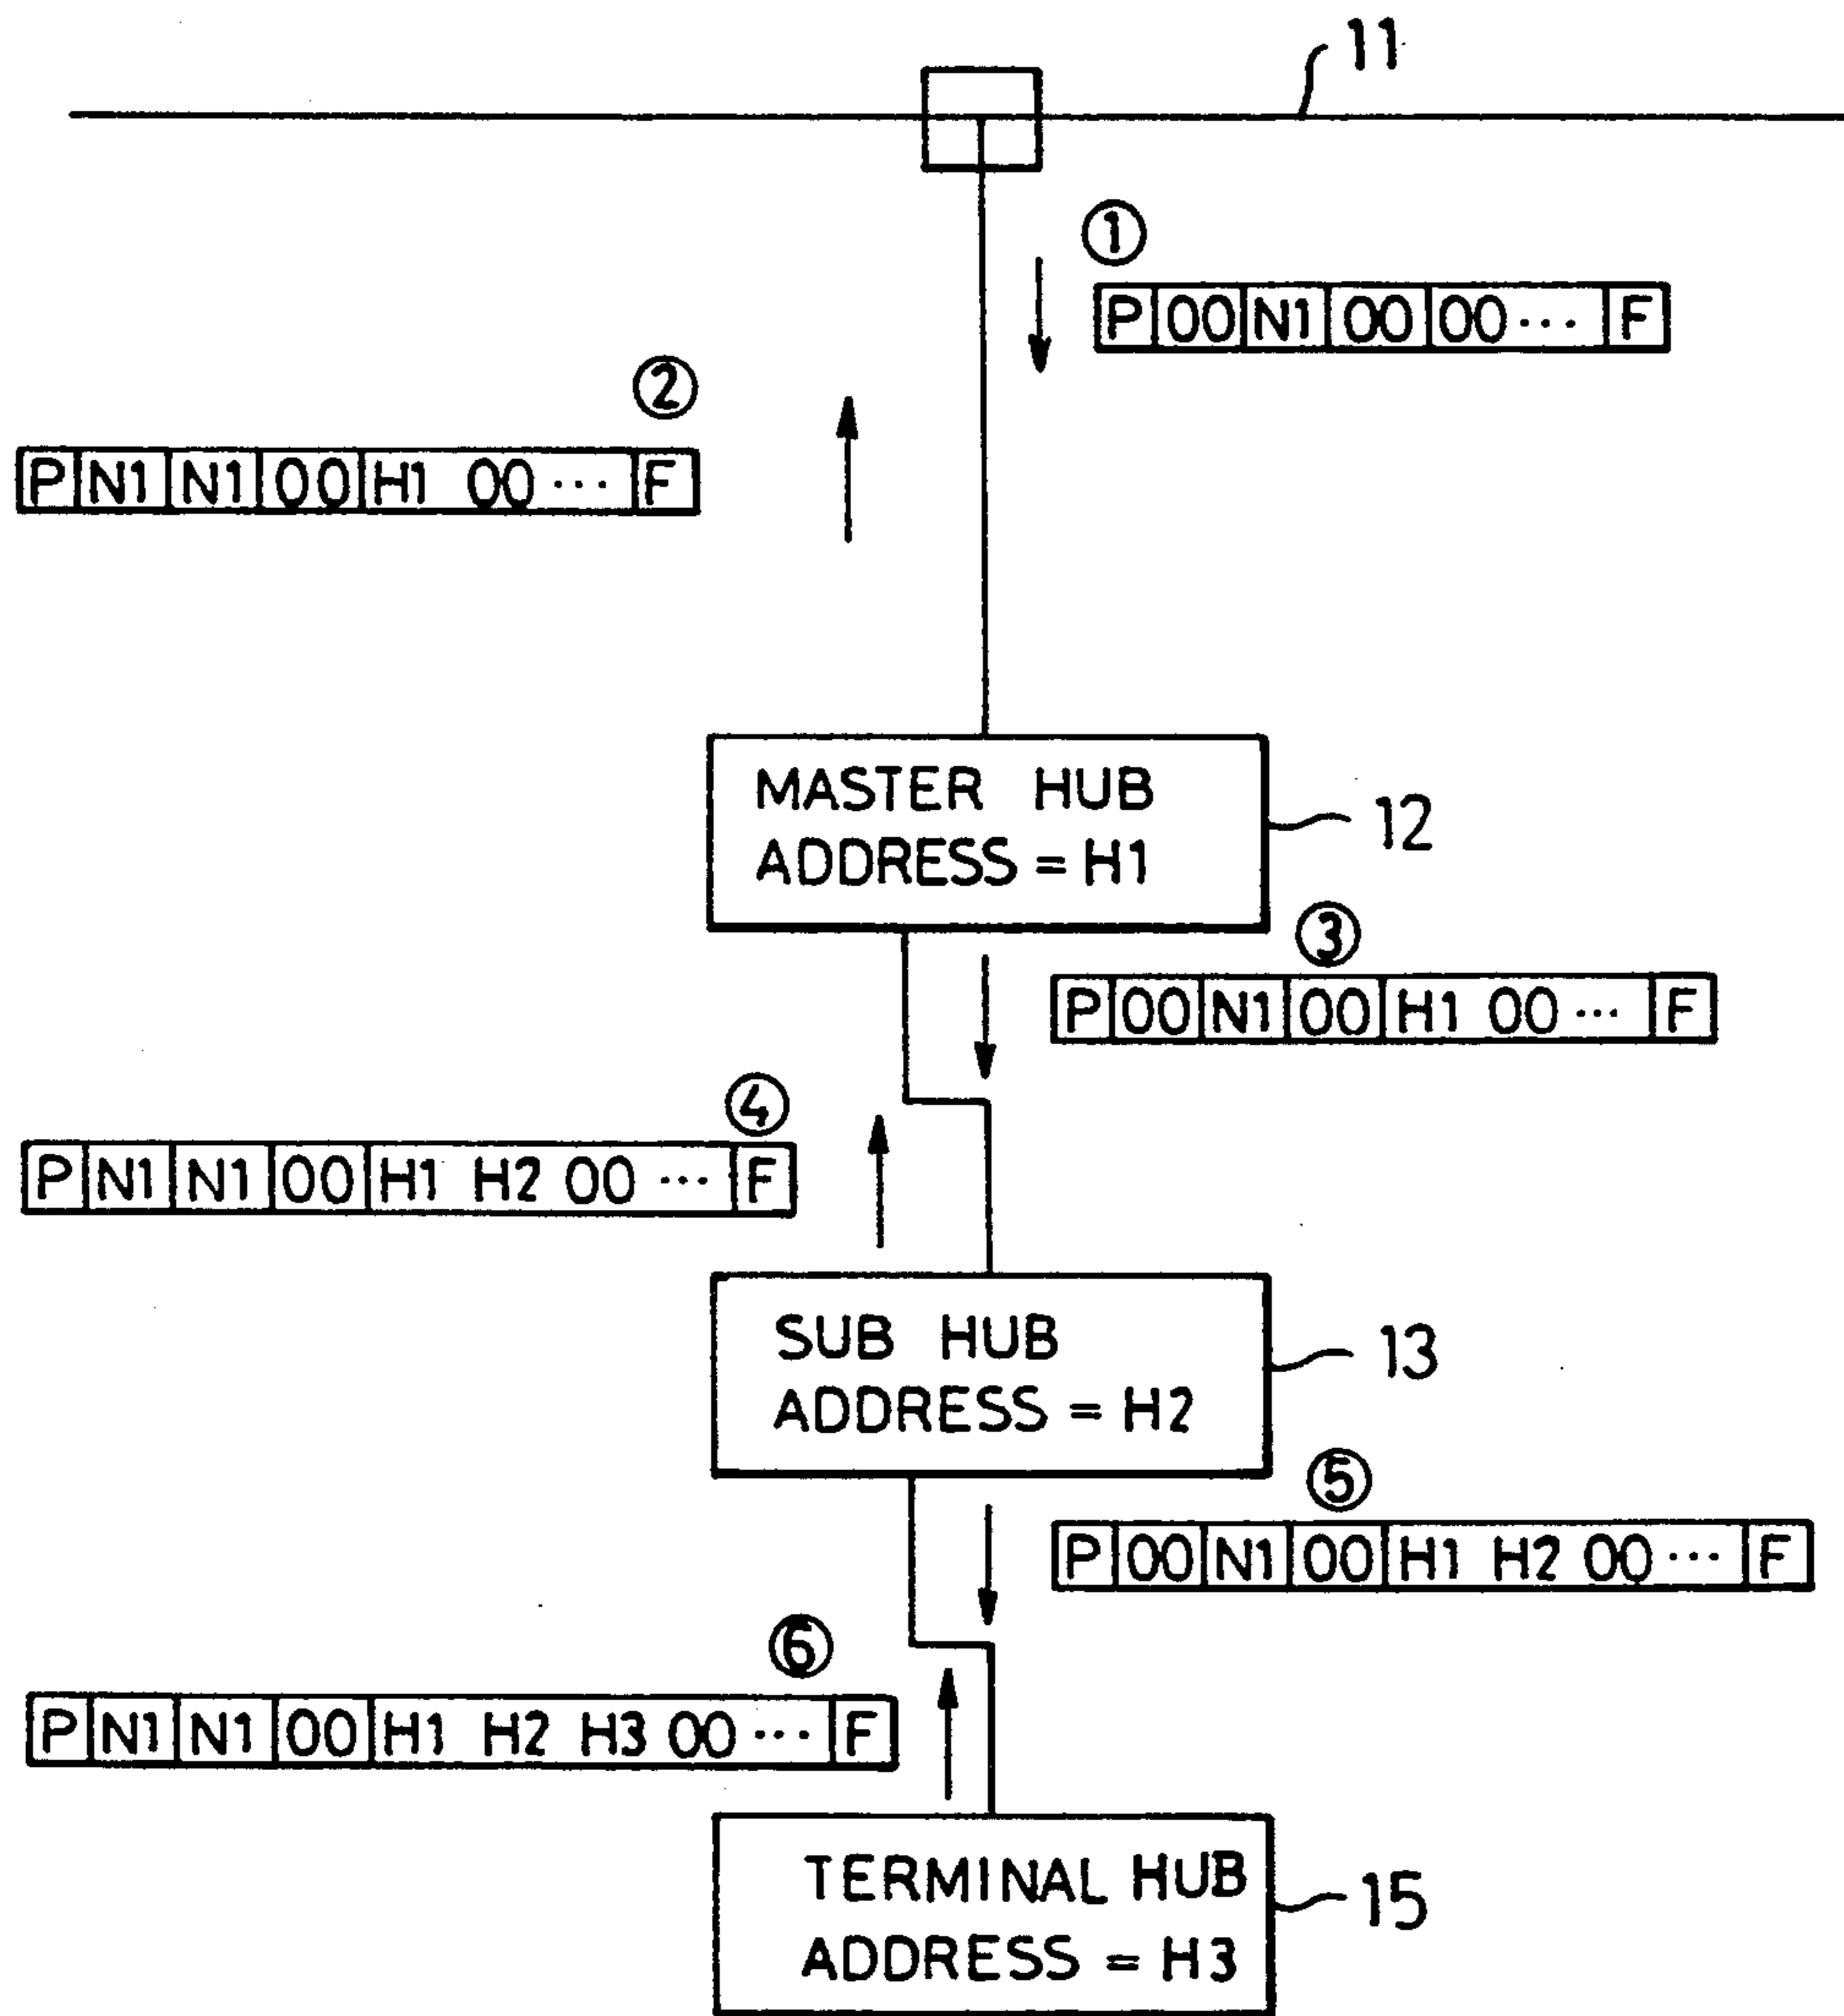 11
①
P 00 N1 00 00 ... F
②
P N1 N1 00 H1 00 ... F
MASTER HUB
ADDRESS = H1
12
③
P 00 N1 00 H1 00 ... F
④
P N1 N1 00 H1 H2 00 ... F
SUB HUB
ADDRESS = H2
13
⑤
P 00 N1 00 H1 H2 00 ... F
⑥
P N1 N1 00 H1 H2 H3 00 ... F
TERMINAL HUB
ADDRESS = H3
15